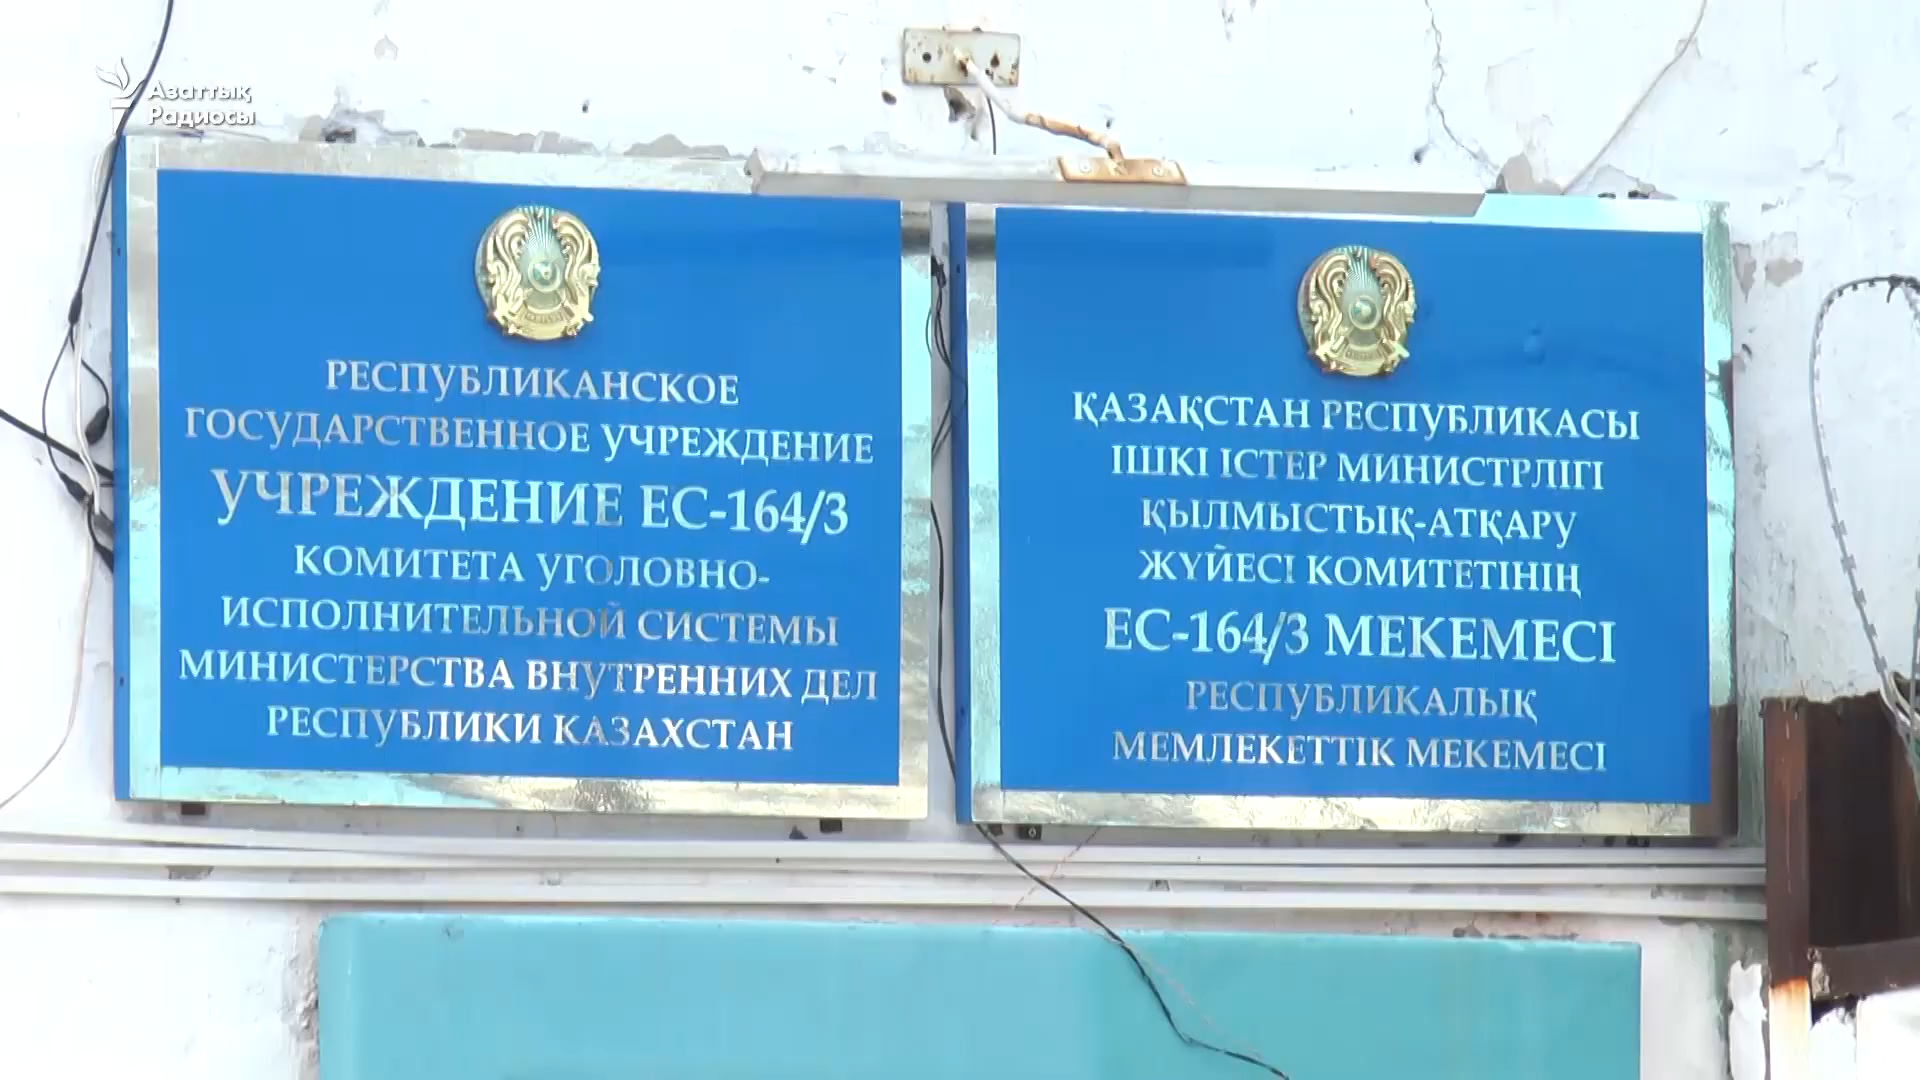 Азаттық
Радиосы
РЕСПУБЛИКАНСКОЕ
ГОСУДАРСТВЕННОЕ УЧРЕЖДЕНИЕ
УЧРЕЖДЕНИЕ ЕС-164/3
КОМИТЕТА УГОЛОВНО-
ИСПОЛНИТЕЛЬНОЙ СИСТЕМЫ
МИНИСТЕРСТВА ВНУТРЕННИХ ДЕЛ
РЕСПУБЛИКИ КАЗАХСТАН
ҚАЗАҚСТАН РЕСПУБЛИКАСЫ
ІШКІ ІСТЕР МИНИСТРЛІГІ
ҚЫЛМЫСТЫҚ-АТҚАРУ
ЖҮЙЕСІ КОМИТЕТІНІҢ
ЕС-164/3 МЕКЕМЕСІ
РЕСПУБЛИКАЛЫҚ
МЕМЛЕКЕТТІК МЕКЕМЕСІ